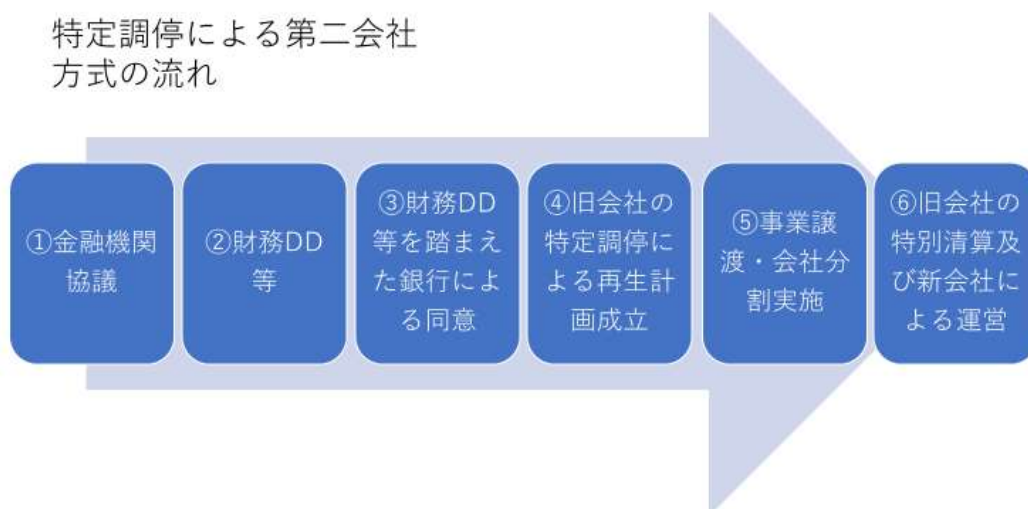 特定調停による第二会社
方式の流れ
①金融機関
協議
②財務DD
等
③財務DD
等を踏まえ
た銀行によ
る同意
④旧会社の
特定調停に
よる再生計
画成立
⑤事業譲
渡・会社分
割実施
⑥旧会社の
特別清算及
び新会社に
よる運営